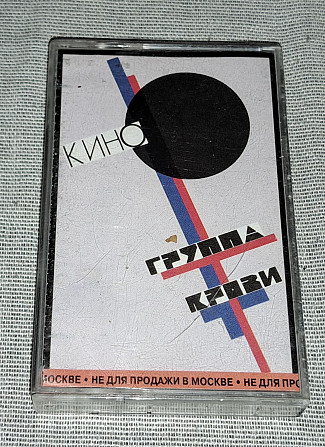 КИНО
ГРУППА
КРОВИ
МОСКВЕ • НЕ ДЛЯ ПРОДАЖИ В МОСКВЕ • НЕ ДЛЯ ПРО